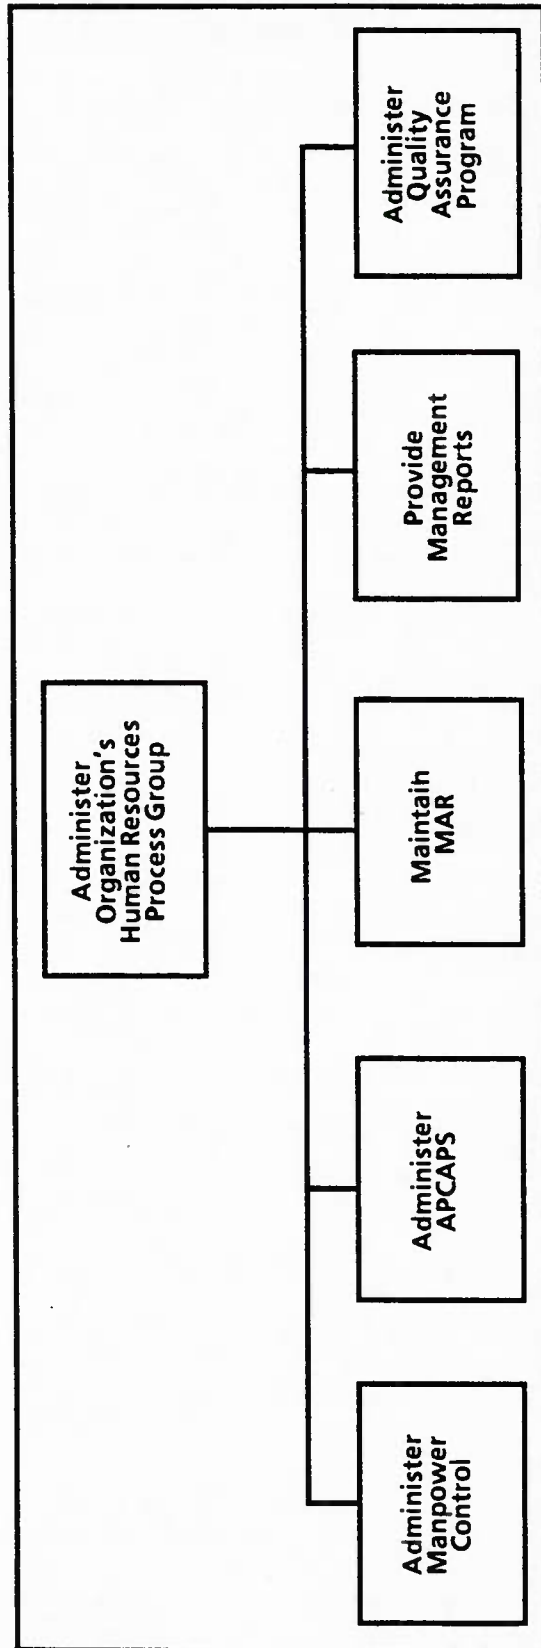 Administer
Organization's
Human Resources
Process Group
Administer
Manpower
Control
Administer
APCAPS
Maintain
MAR
Provide
Management
Reports
Administer
Quality
Assurance
Program